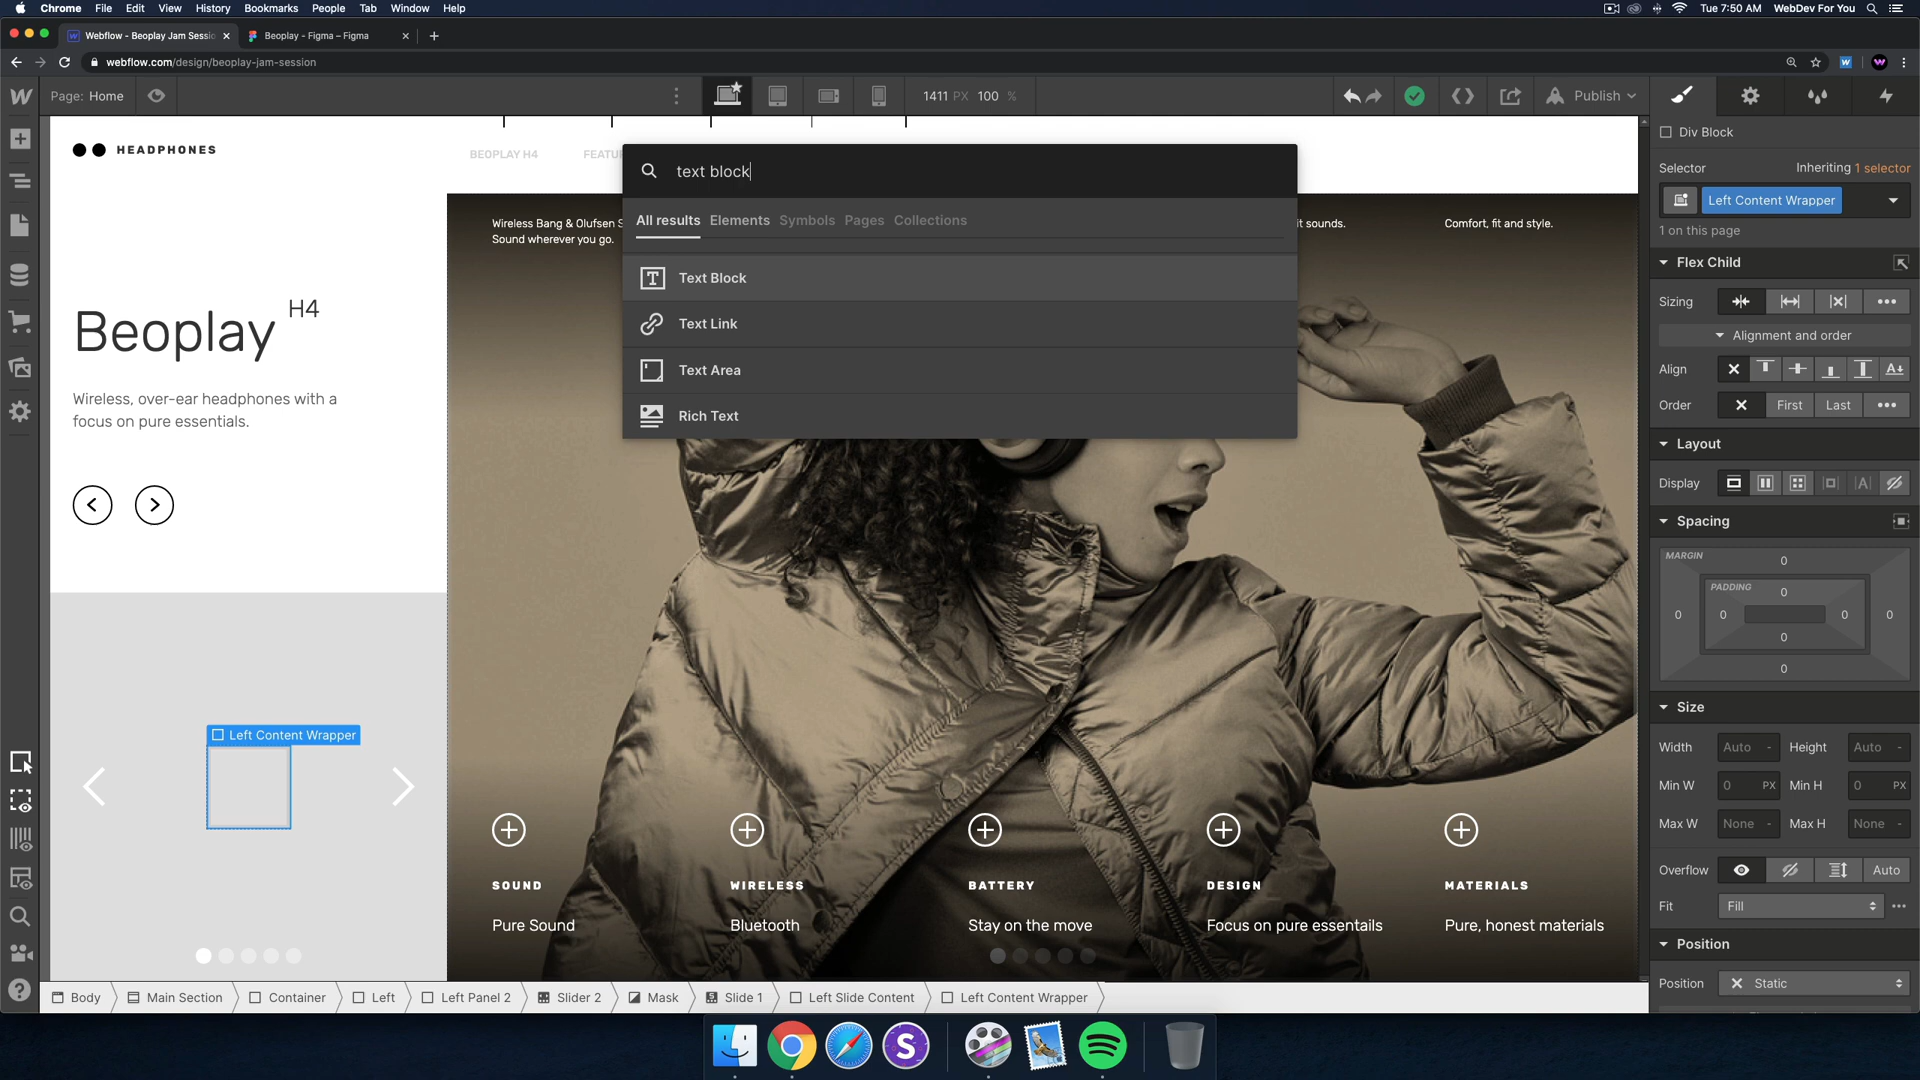 Chrome File Edit View History Bookmarks People Tab Window Help
Tue 7:50 AM WebDev For You
Webflow - Beoplay Jam Sessio
Beoplay - Figma – Figma
webflow.com/design/beoplay-jam-session
Page: Home
1411 PX 100 %
Publish
HEADPHONES
BEOPLAY H4
FEATU
text block
All results Elements Symbols Pages Collections
Text Block
Text Link
Text Area
Rich Text
Wireless Bang & Olufsen S
Sound wherever you go.
it sounds.
Comfort, fit and style.
Beoplay H4
Wireless, over-ear headphones with a
focus on pure essentials.
Left Content Wrapper
SOUND
Pure Sound
WIRELESS
Bluetooth
BATTERY
Stay on the move
DESIGN
Focus on pure essentails
MATERIALS
Pure, honest materials
Body Main Section Container Left Left Panel 2 Slider 2 Mask Slide 1 Left Slide Content Left Content Wrapper
Div Block
Selector Inheriting 1 selector
Left Content Wrapper
1 on this page
Flex Child
Sizing
Alignment and order
Align
Order First Last
Layout
Display
Spacing
MARGIN
0
PADDING
0
0 0 0 0
0
0
Size
Width Auto - Height Auto -
Min W 0 PX Min H 0 PX
Max W None - Max H None -
Overflow Auto
Fit Fill
Position
Position Static